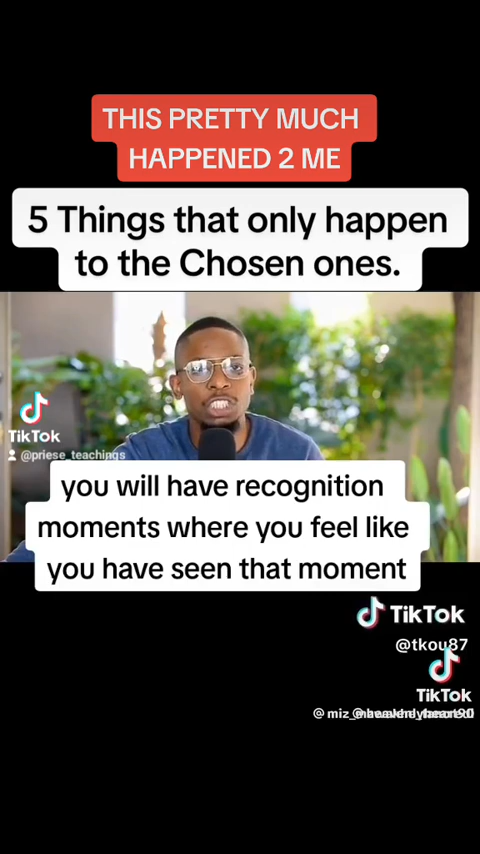 THIS PRETTY MUCH
HAPPENED 2 ME
5 Things that only happen
to the Chosen ones.
TikTok
@priese_teachings
you will have recognition
moments where you feel like
you have seen that moment
TikTok
@tkou87
TikTok